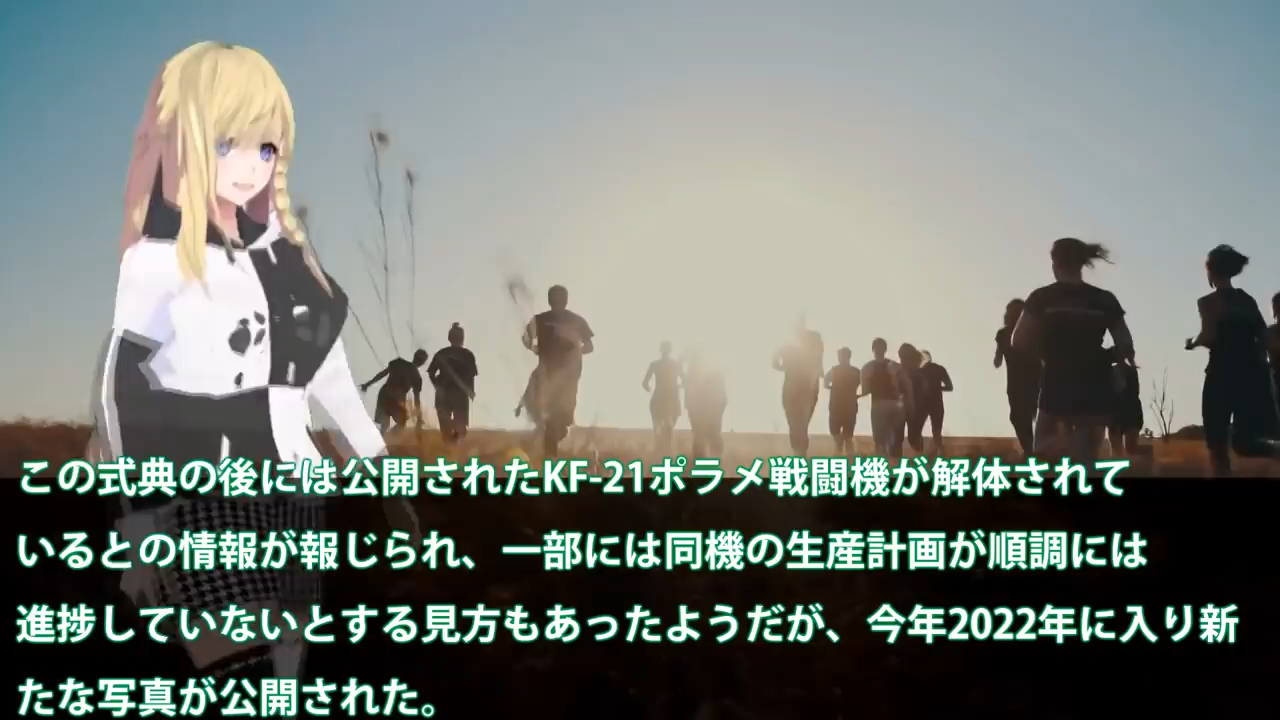 この式典の後には公開されたKF-21ポラメ戦闘機が解体されて
いるとの情報が報じられ、一部には同機の生産計画が順調には
進捗していないとする見方もあったようだが、今年2022年に入り新
たな写真が公開された。